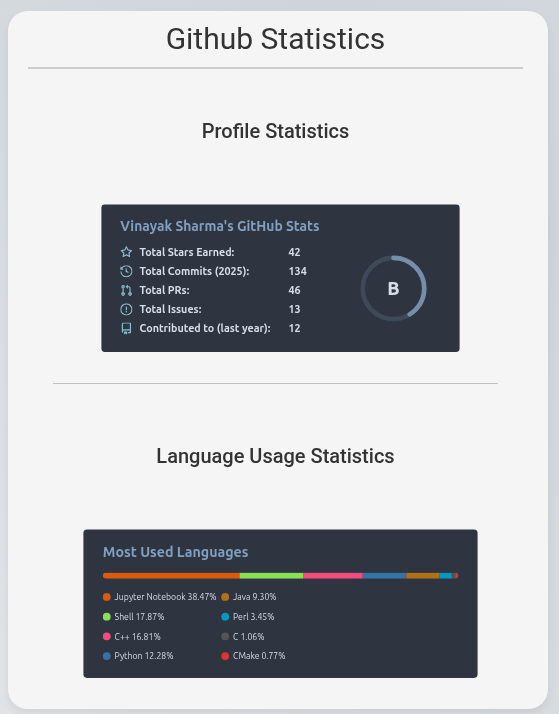 Github Statistics
Profile Statistics
Vinayak Sharma's GitHub Stats
Total Stars Earned: 42
Total Commits (2025): 134
Total PRs: 46
Total Issues: 13
Contributed to (last year): 12
B
Language Usage Statistics
Most Used Languages
Jupyter Notebook 38.47% Java 9.30%
Shell 17.87% Perl 3.45%
C++ 16.81% C 1.06%
Python 12.28% CMake 0.77%